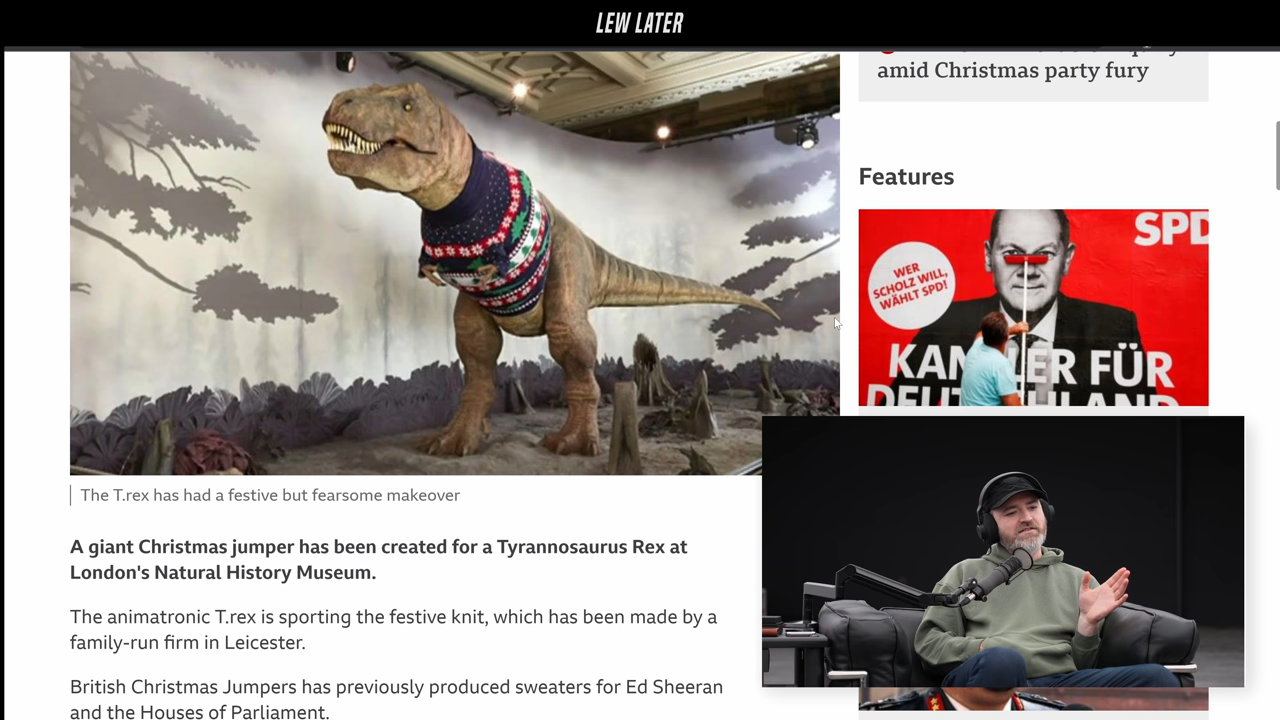 LEW LATER
amid Christmas party fury
Features
SPD
WER
SCHOLZ WILL,
WÄHLT SPD!
FÜR
The T.rex has had a festive but fearsome makeover
A giant Christmas jumper has been created for a Tyrannosaurus Rex at
London's Natural History Museum.
The animatronic T.rex is sporting the festive knit, which has been made by a
family-run firm in Leicester.
British Christmas Jumpers has previously produced sweaters for Ed Sheeran
and the Houses of Parliament.